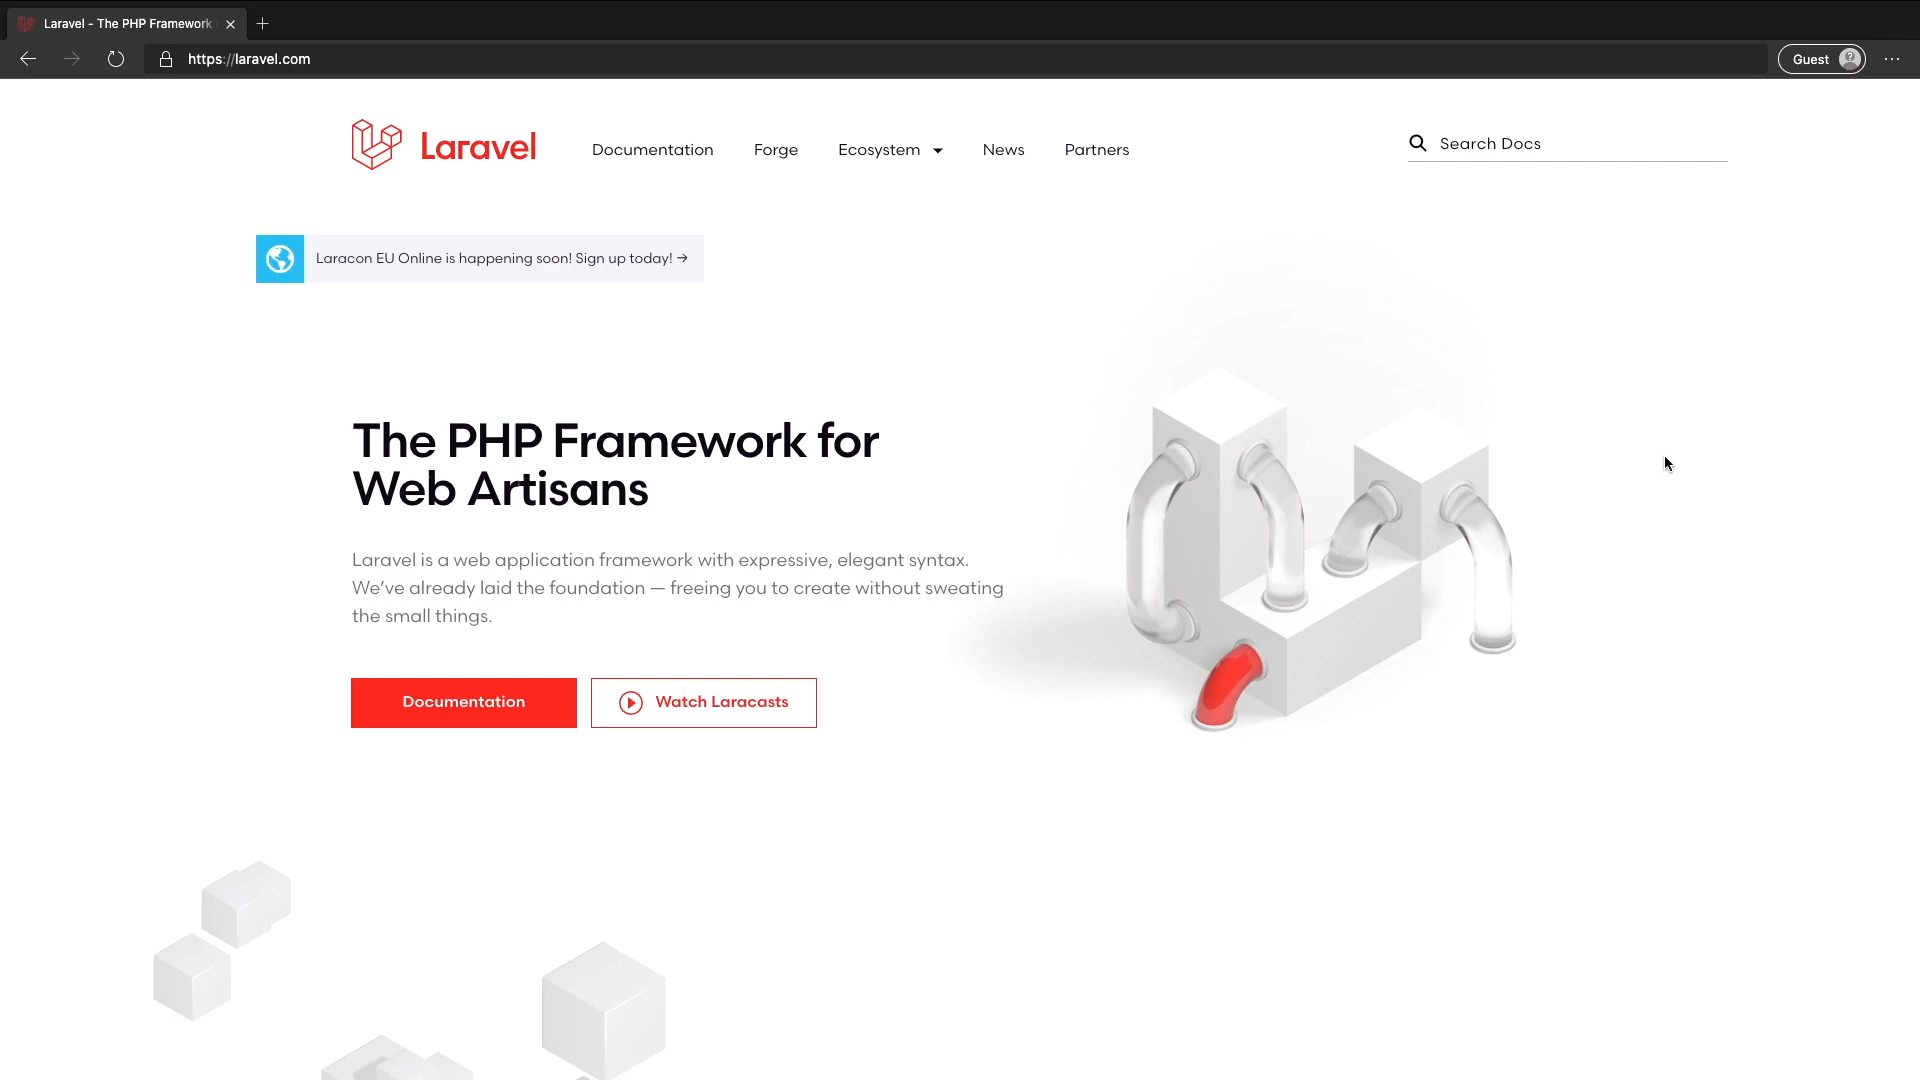 Laravel - The PHP Framework
https://laravel.com
Guest
Laravel
Documentation
Forge
Ecosystem
News
Partners
Search Docs
Laracon EU Online is happening soon! Sign up today! →
The PHP Framework for
Web Artisans
Laravel is a web application framework with expressive, elegant syntax.
We’ve already laid the foundation — freeing you to create without sweating
the small things.
Documentation
Watch Laracasts